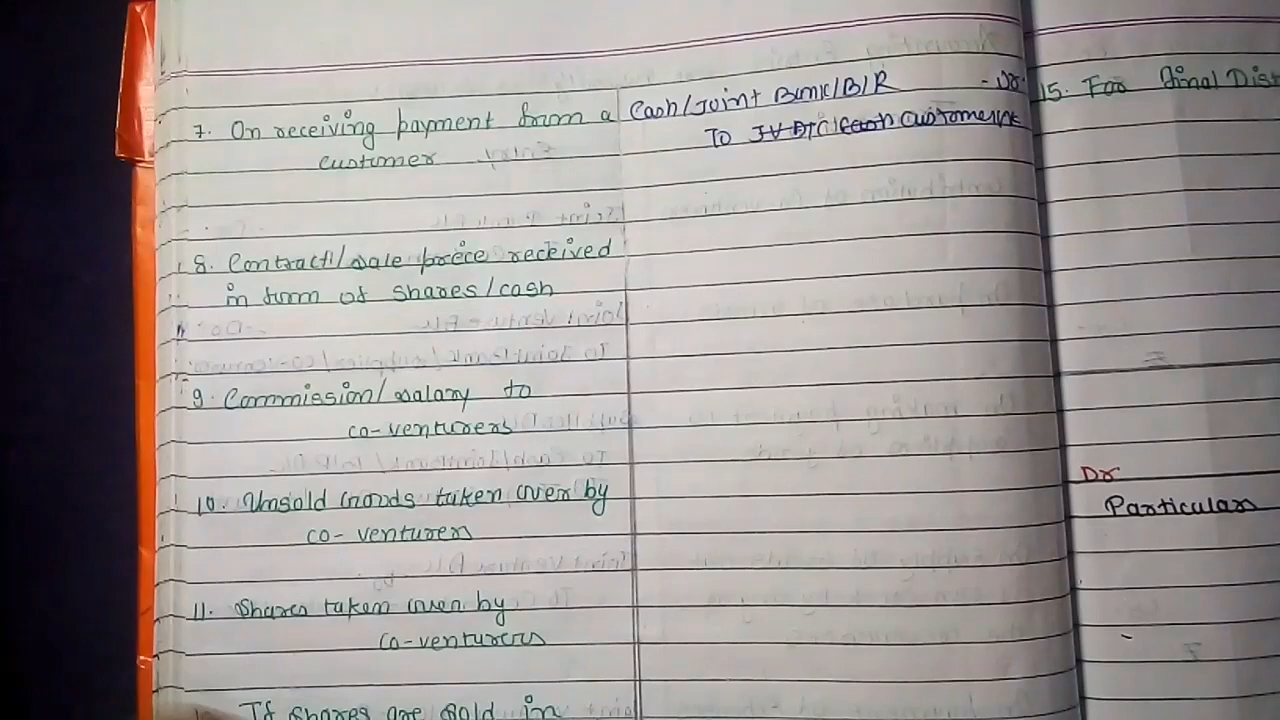 7. On receiving payment from a
customer
Cash/Joint Bank/B/R - Dr.
To Customer
8. Contract/sale price received
in form of shares/cash
9. Commission/salary to
co-venturers
10. Unsold Goods taken over by
co-venturers
11. Shares taken over by
co-venturers
If shares are sold in
15. For final Dist
Dr
Particulars